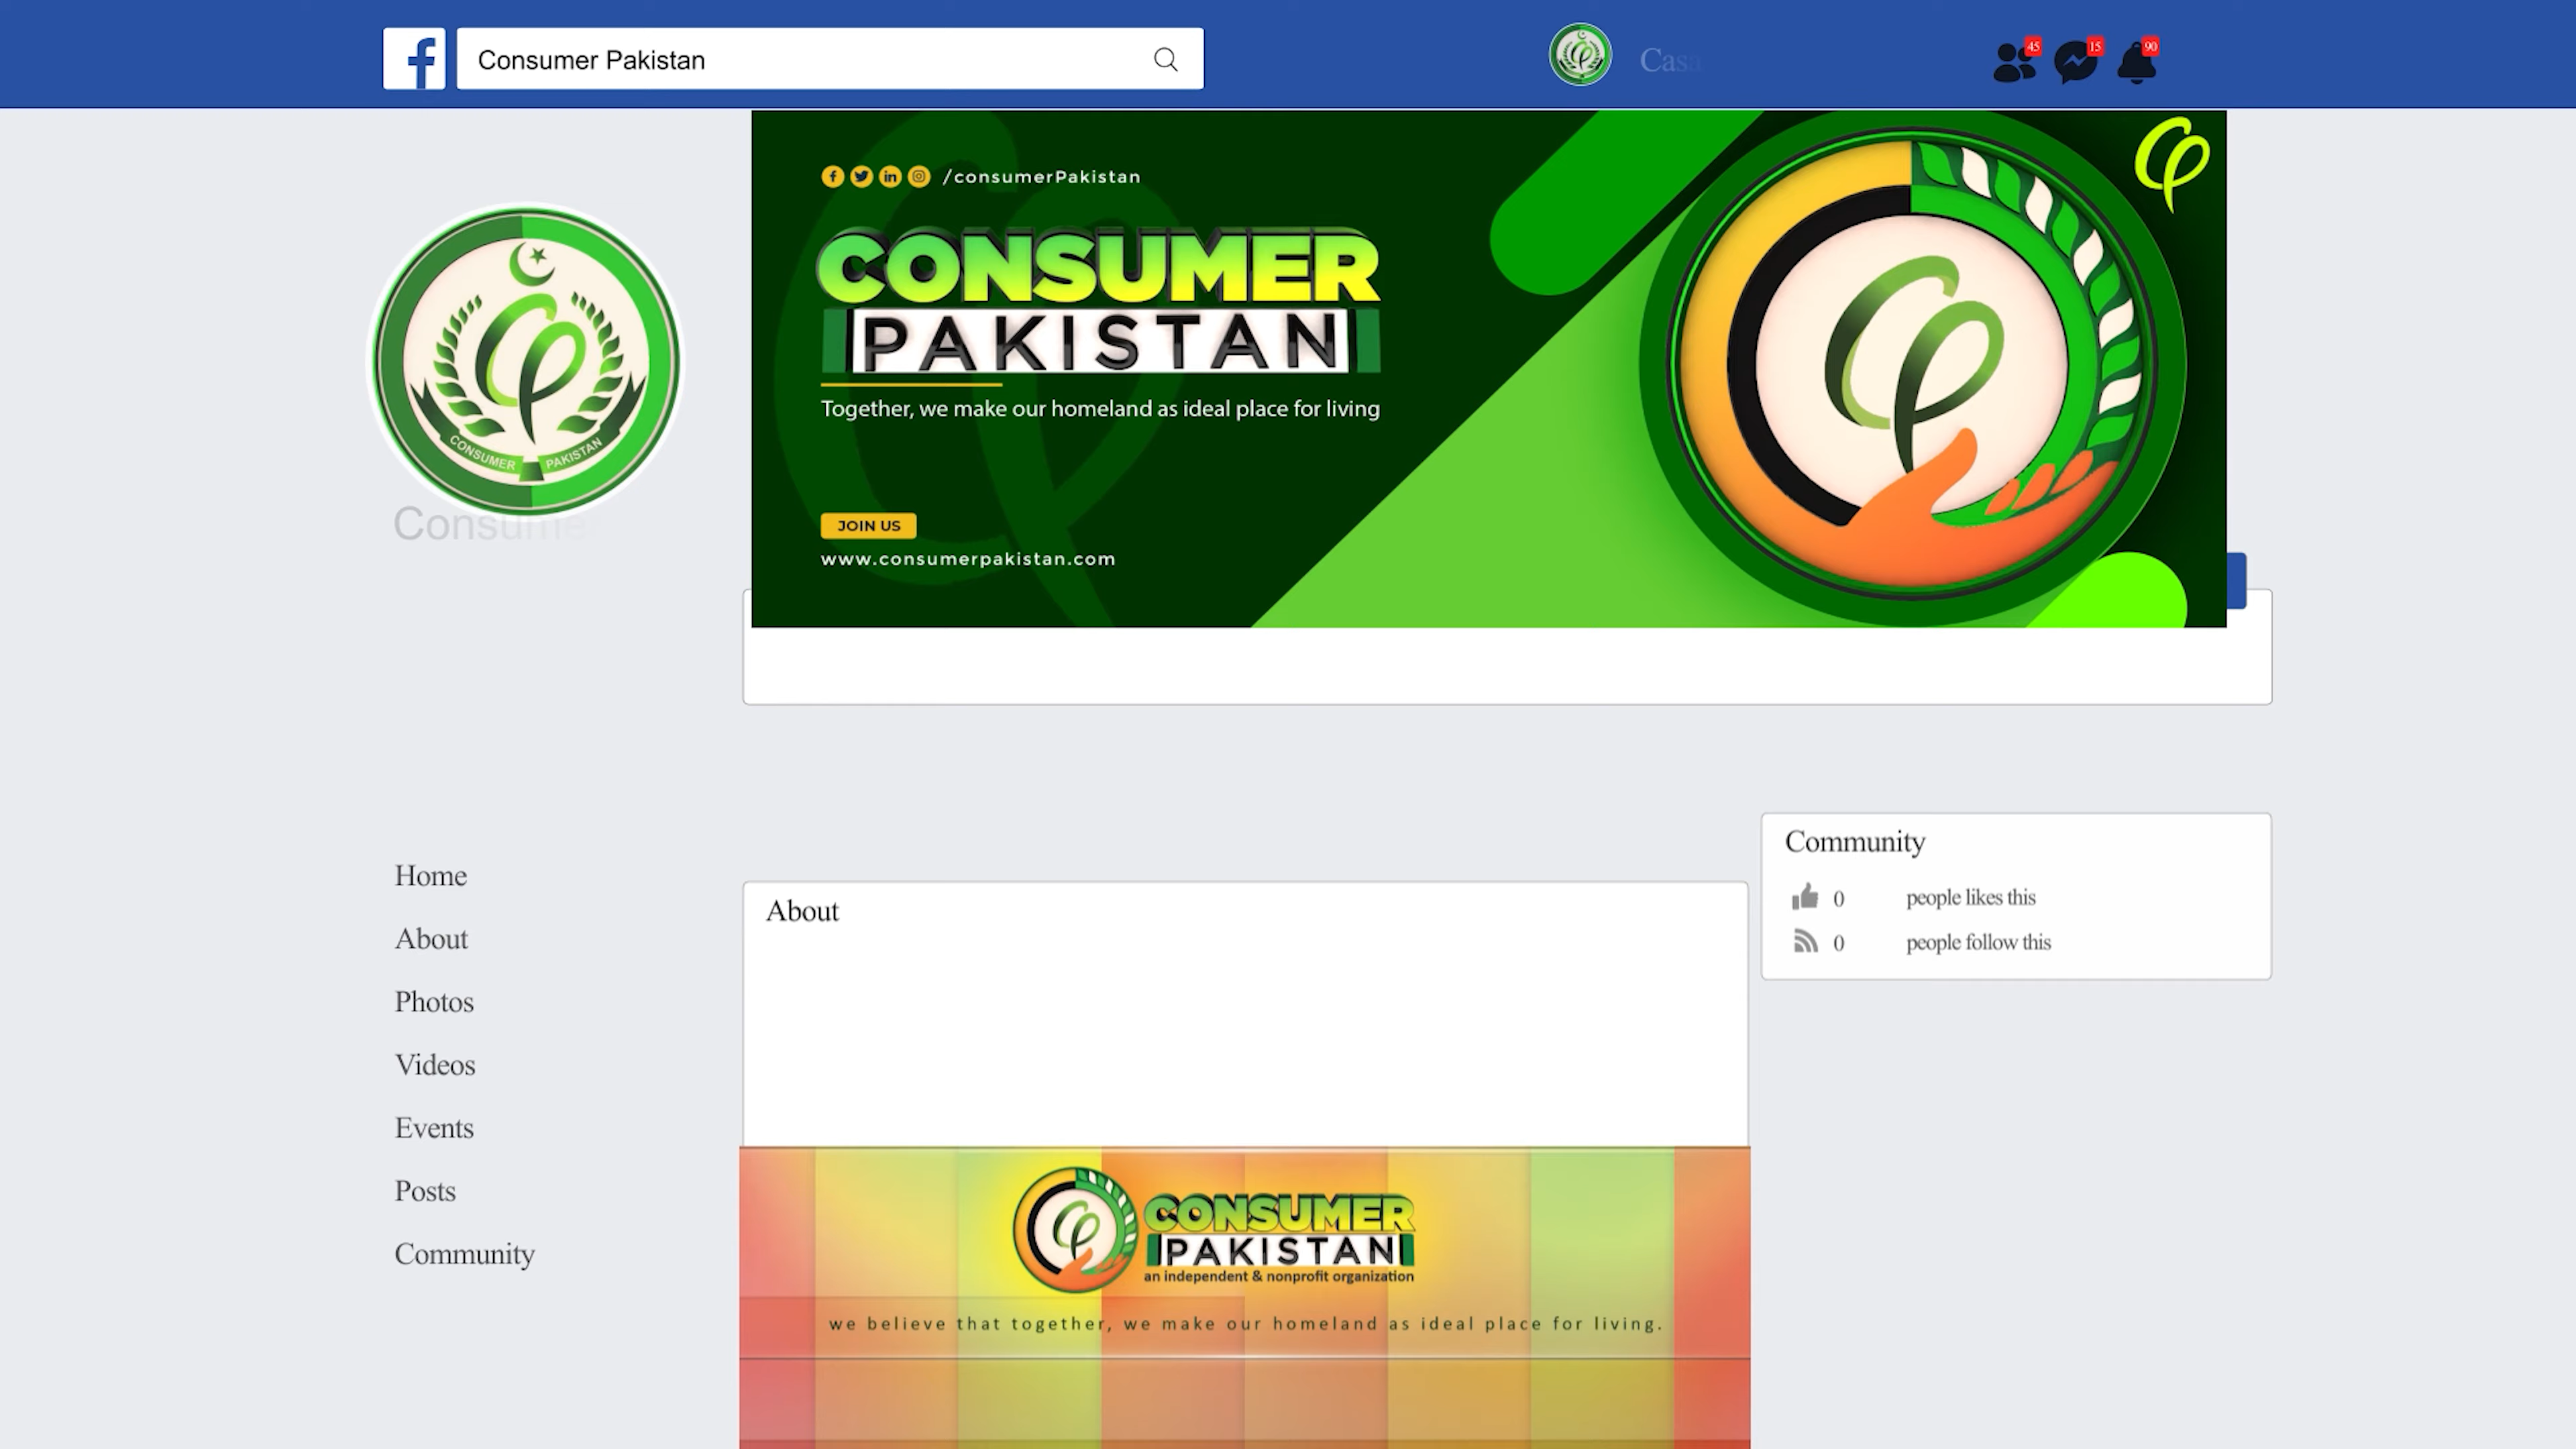 Consumer Pakistan
45
15
90
/consumerPakistan
CONSUMER
PAKISTAN
Together, we make our homeland as ideal place for living
JOIN US
www.consumerpakistan.com
CONSUMER PAKISTAN
Home
About
Photos
Videos
Events
Posts
Community
About
CONSUMER
PAKISTAN
an independent & nonprofit organization
we believe that together, we make our homeland as ideal place for living.
Community
0 people likes this
0 people follow this